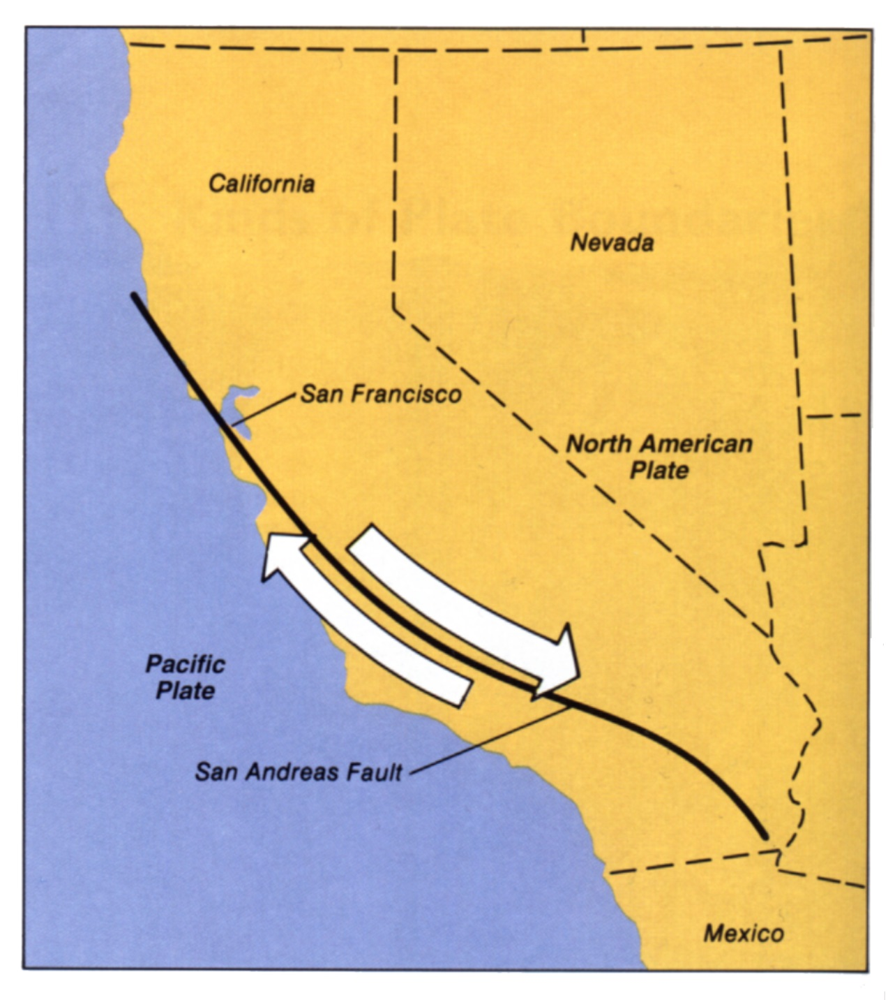 California
Nevada
San Francisco
North American
Plate
Pacific
Plate
San Andreas Fault
Mexico